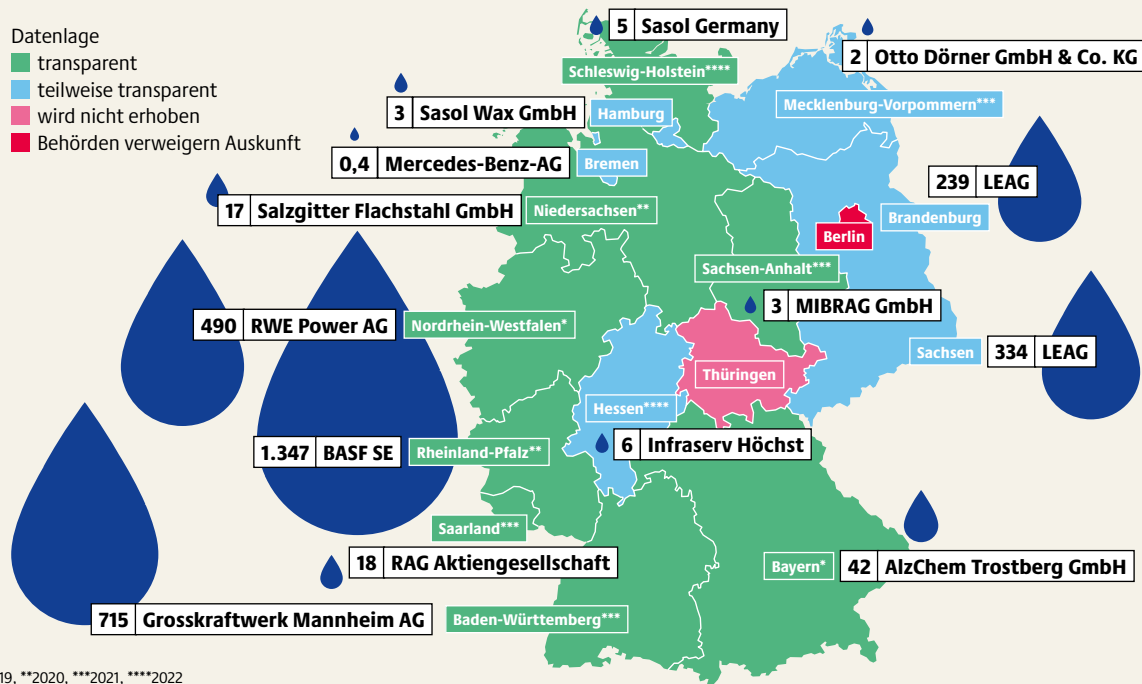 Datenlage
transparent
teilweise transparent
wird nicht erhoben
Behörden verweigern Auskunft
5 Sasol Germany
Schleswig-Holstein****
2 Otto Dörner GmbH & Co. KG
Mecklenburg-Vorpommern***
3 Sasol Wax GmbH
Hamburg
0,4 Mercedes-Benz-AG
Bremen
239 LEAG
Brandenburg
17 Salzgitter Flachstahl GmbH
Niedersachsen**
Berlin
Sachsen-Anhalt***
3 MIBRAG GmbH
490 RWE Power AG
Nordrhein-Westfalen*
Sachsen
334 LEAG
Thüringen
Hessen****
6 Infraserv Höchst
1.347 BASF SE
Rheinland-Pfalz**
Saarland***
18 RAG Aktiengesellschaft
Bayern*
42 AlzChem Trostberg GmbH
715 Grosskraftwerk Mannheim AG
Baden-Württemberg***
19, **2020, ***2021, ****2022